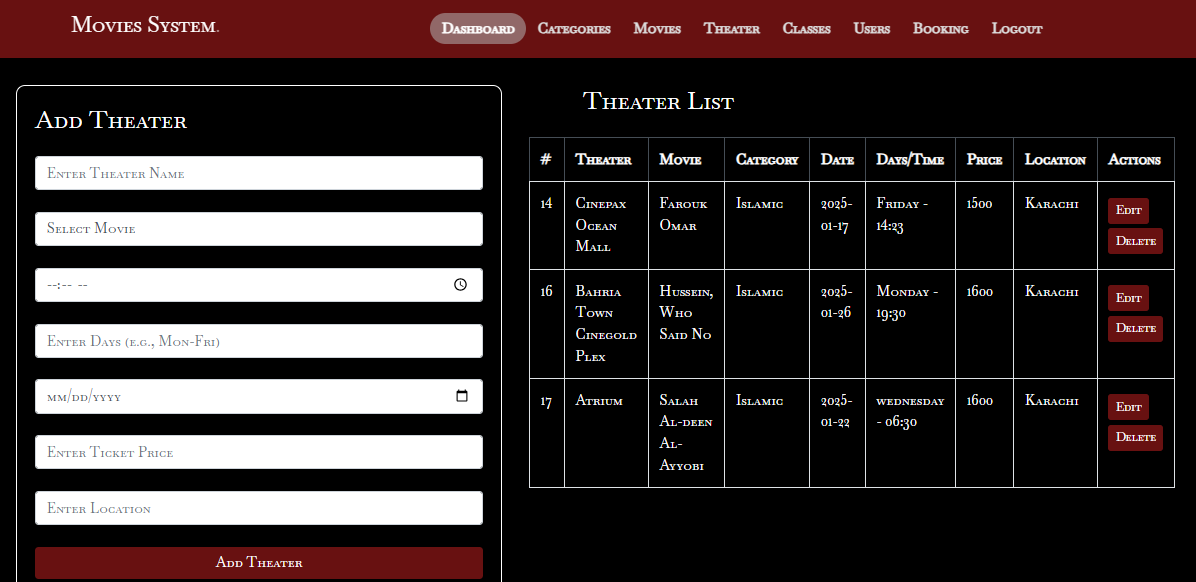 Movies System.
Dashboard Categories Movies Theater Classes Users Booking Logout
Add Theater
Enter Theater Name
Select Movie
--:-- --
Enter Days (e.g., Mon-Fri)
mm/dd/yyyy
Enter Ticket Price
Enter Location
Add Theater
Theater List
# Theater Movie Category Date Days/Time Price Location Actions
14 Cinepax Farouk Islamic 2025- Friday - 1500 Karachi Edit
Ocean Omar 01-17 14:23
Mall Delete
16 Bahria Hussein, Islamic 2025- Monday - 1600 Karachi Edit
Town Who 01-26 19:30
Cinegold Said No Delete
Plex
17 Atrium Salah Islamic 2025- wednesday 1600 Karachi Edit
Al-deen 01-22 - 06:30
Al- Delete
Ayyobi